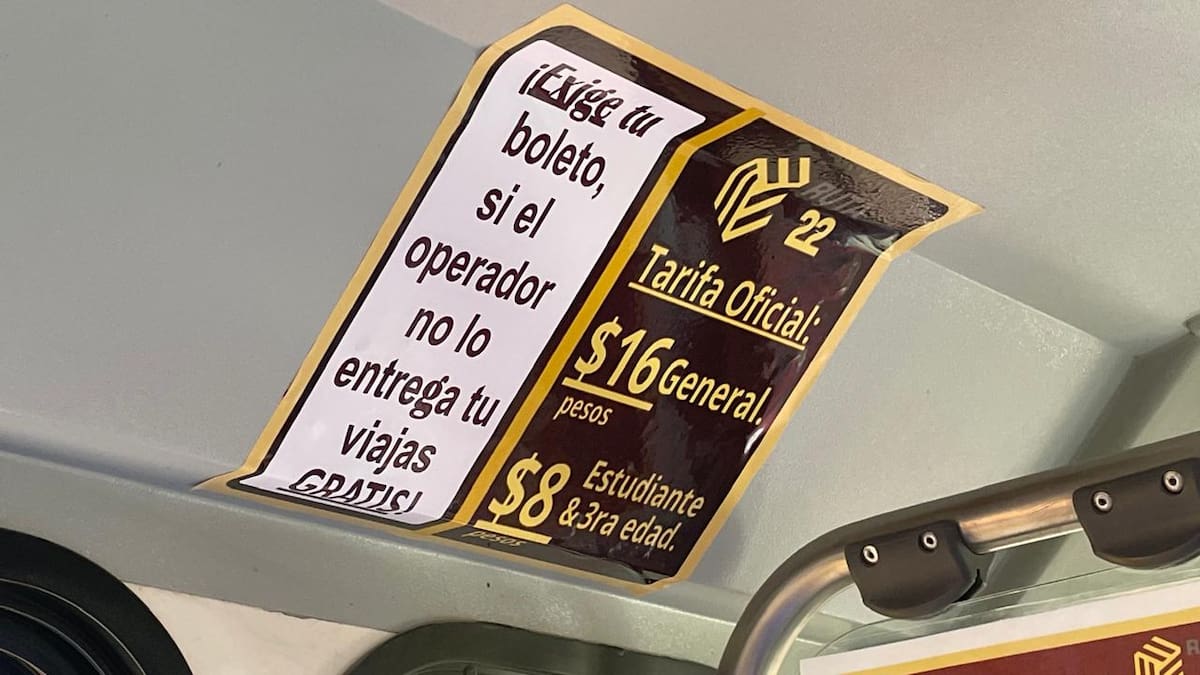 ¡Exige tu
boleto,
si el
operador
no lo
entrega tu
viajas
GRATIS!
RUTA
22
Tarifa Oficial:
$16 General.
pesos
$8 Estudiante
&3ra edad.
pesos
R